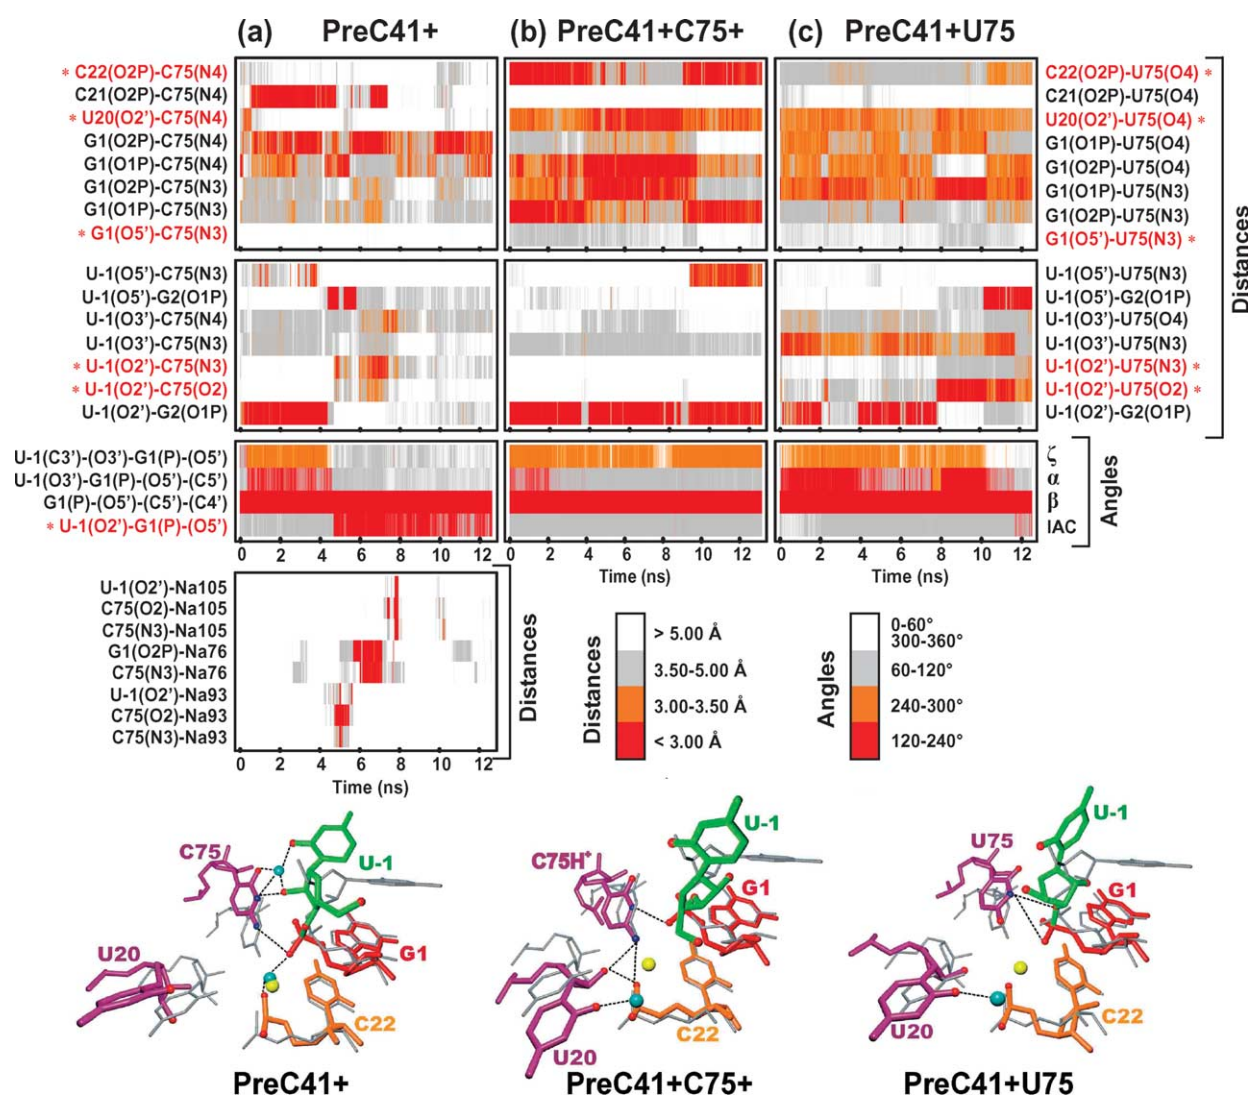 (a) PreC41+
(b) PreC41+C75+
(c) PreC41+U75
* C22(O2P)-C75(N4)
C21(O2P)-C75(N4)
* U20(O2')-C75(N4)
G1(O2P)-C75(N4)
G1(O1P)-C75(N4)
G1(O2P)-C75(N3)
G1(O1P)-C75(N3)
* G1(O5')-C75(N3)
C22(O2P)-U75(O4) *
C21(O2P)-U75(O4)
U20(O2')-U75(O4) *
G1(O1P)-U75(O4)
G1(O2P)-U75(O4)
G1(O1P)-U75(N3)
G1(O2P)-U75(N3)
G1(O5')-U75(N3) *
Distances
U-1(O5')-C75(N3)
U-1(O5')-G2(O1P)
U-1(O3')-C75(N4)
U-1(O3')-C75(N3)
* U-1(O2')-C75(N3)
* U-1(O2')-C75(O2)
U-1(O2')-G2(O1P)
U-1(O5')-U75(N3)
U-1(O5')-G2(O1P)
U-1(O3')-U75(O4)
U-1(O3')-U75(N3)
U-1(O2')-U75(N3) *
U-1(O2')-U75(O2) *
U-1(O2')-G2(O1P)
U-1(C3')-(O3')-G1(P)-(O5')
U-1(O3')-G1(P)-(O5')-(C5')
G1(P)-(O5')-(C5')-(C4')
* U-1(O2')-G1(P)-(O5')
ζ
α
β
IAC
Angles
0 2 4 6 8 10 12
0 2 4 6 8 10 12
0 2 4 6 8 10 12
Time (ns)
Time (ns)
U-1(O2')-Na105
C75(O2)-Na105
C75(N3)-Na105
G1(O2P)-Na76
C75(N3)-Na76
U-1(O2')-Na93
C75(O2)-Na93
C75(N3)-Na93
Distances
0 2 4 6 8 10 12
Time (ns)
Distances
> 5.00 Å
3.50-5.00 Å
3.00-3.50 Å
< 3.00 Å
Angles
0-60°
300-360°
60-120°
240-300°
120-240°
C75
U-1
G1
U20
C22
PreC41+
U-1
C75H+
G1
U20
C22
PreC41+C75+
U-1
U75
G1
U20
C22
PreC41+U75